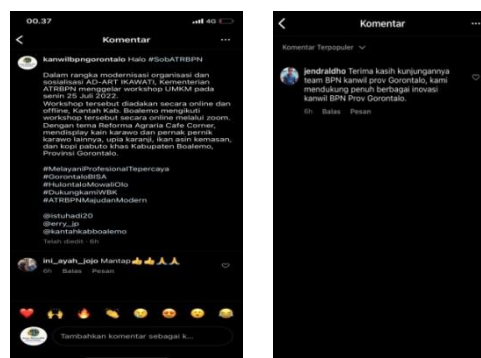 00.37
4G
Komentar
kanwilbpngorontalo Halo #SobATRBPN
Dalam rangka modernisasi organisasi dan
sosialisasi AD-ART IKAWATI, Kementerian
ATRBPN menggelar workshop UMKM pada
senin 25 Juli 2022.
Workshop tersebut diadakan secara online dan
offline, Kantah Kab. Boalemo mengikuti
workshop tersebut secara online melalui zoom.
Dengan tema Reforma Agraria Cafe Corner,
mendisplay kain karawo dan pernak pernik
karawo lainnya, upia karanji, ikan asin kemasan,
dan kopi pabuto khas Kabupaten Boalemo,
Provinsi Gorontalo.
#MelayaniProfesionalTepercaya
#GorontaloBISA
#HulontaloMowaliOlo
#DukungkamiWBK
#ATRBPNMajudanModern
@istuhadi20
@erry_jp
@kantahkabboalemo
Telah diedit · 6h
ini_ayah_jojo Mantap👍👍🙏🙏
6h Balas Pesan
Tambahkan komentar sebagai k...
Komentar
Komentar Terpopuler
jendraldho Terima kasih kunjungannya
team BPN kanwil prov Gorontalo, kami
mendukung penuh berbagai inovasi
kanwil BPN Prov Gorontalo.
6h Balas Pesan